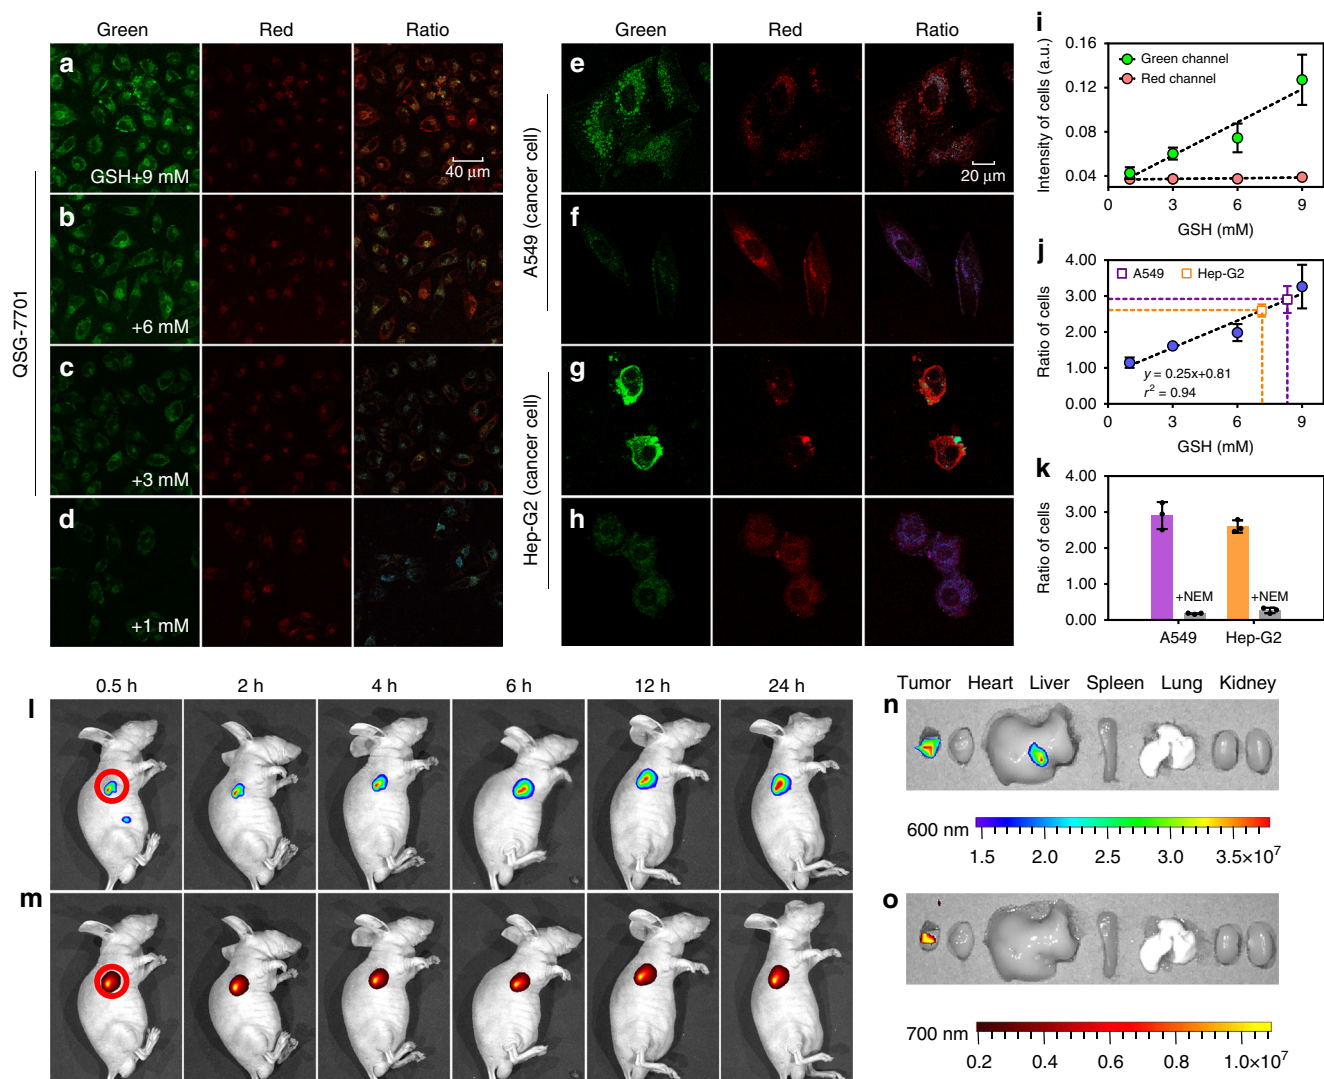 Green Red Ratio
Green Red Ratio
QSG-7701
a
GSH+9 mM
40 μm
b
+6 mM
c
+3 mM
d
+1 mM
A549 (cancer cell)
e
20 μm
f
Hep-G2 (cancer cell)
g
h
i
Intensity of cells (a.u.)
0.16
0.12
0.08
0.04
Green channel
Red channel
0 3 6 9
GSH (mM)
j
Ratio of cells
4.00
3.00
2.00
1.00
0.00
A549 Hep-G2
y = 0.25x+0.81
r² = 0.94
0 3 6 9
GSH (mM)
k
Ratio of cells
4.00
3.00
2.00
1.00
0.00
+NEM +NEM
A549 Hep-G2
l
0.5 h 2 h 4 h 6 h 12 h 24 h
m
n
Tumor Heart Liver Spleen Lung Kidney
600 nm
1.5 2.0 2.5 3.0 3.5×10⁷
o
700 nm
0.2 0.4 0.6 0.8 1.0×10⁷